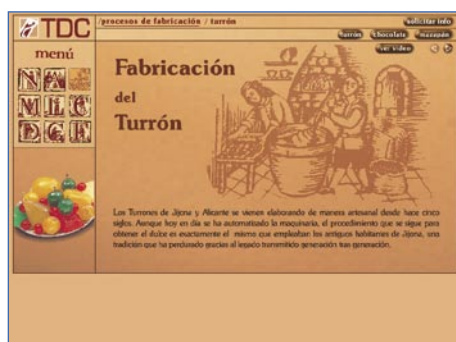 TDC
/procesos de fabricación / turrón
solicitar info
turrón chocolate mazapán
ver video
menú
Fabricación
del
Turrón
Los Turrones de Jijona y Alicante se vienen elaborando de manera artesanal desde hace cinco
siglos. Aunque hoy en día se ha automatizado la maquinaria, el procedimiento que se sigue para
obtener el dulce es exactamente el mismo que empleaban los antiguos habitantes de Jijona, una
tradición que ha perdurado gracias al legado transmitido generación tras generación.